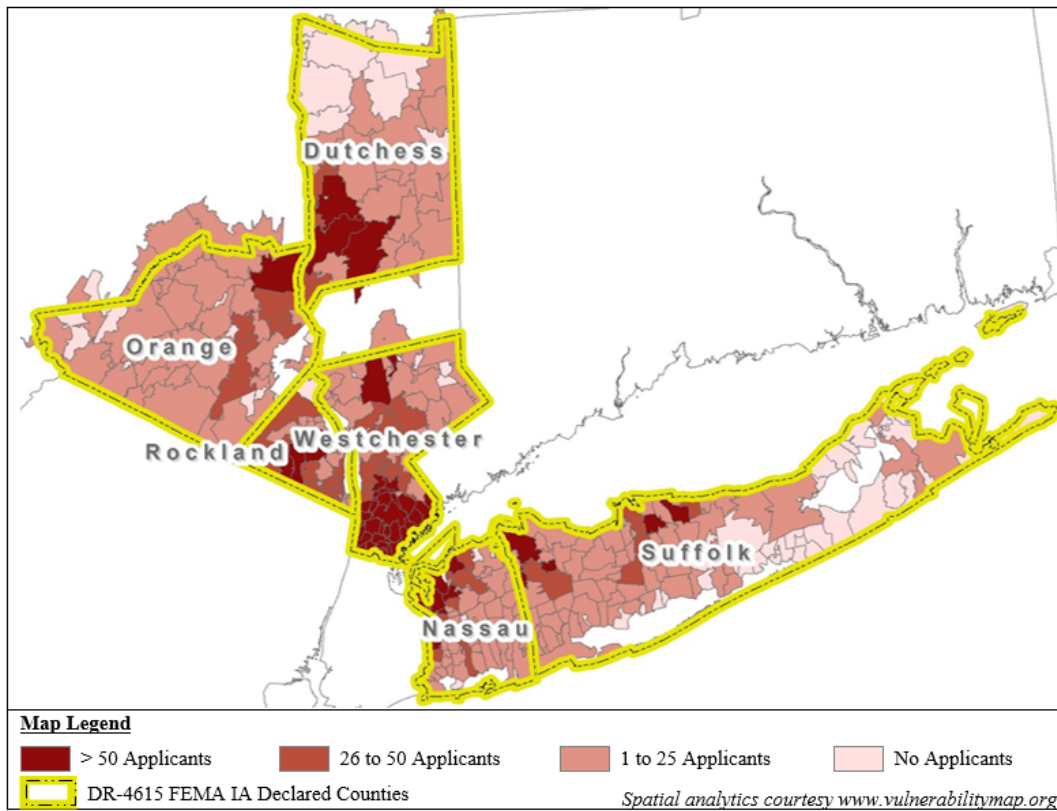 Dutchess
Orange
Rockland
Westchester
Suffolk
Nassau
Map Legend
> 50 Applicants
26 to 50 Applicants
1 to 25 Applicants
No Applicants
DR-4615 FEMA IA Declared Counties
Spatial analytics courtesy www.vulnerabilitymap.org